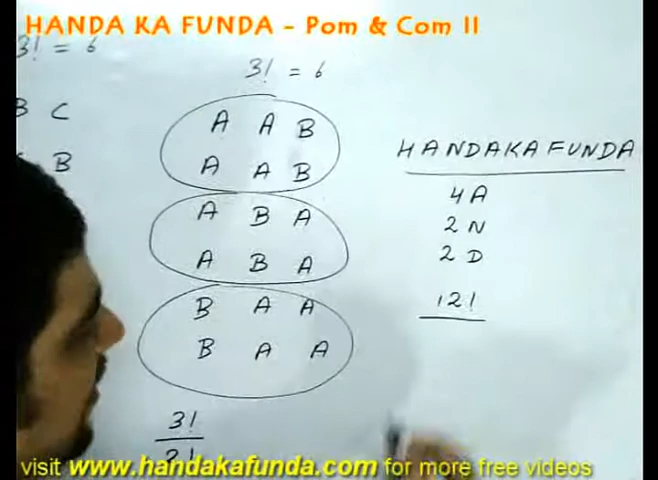 HANDA KA FUNDA - Pom & Com II
3! = 6
3! = 6
B C
B
A A B
A A B
A B A
A B A
B A A
B A A
3!
2!
HANDAKAFUNDA
4A
2N
2D
12!
visit www.handakafunda.com for more free videos